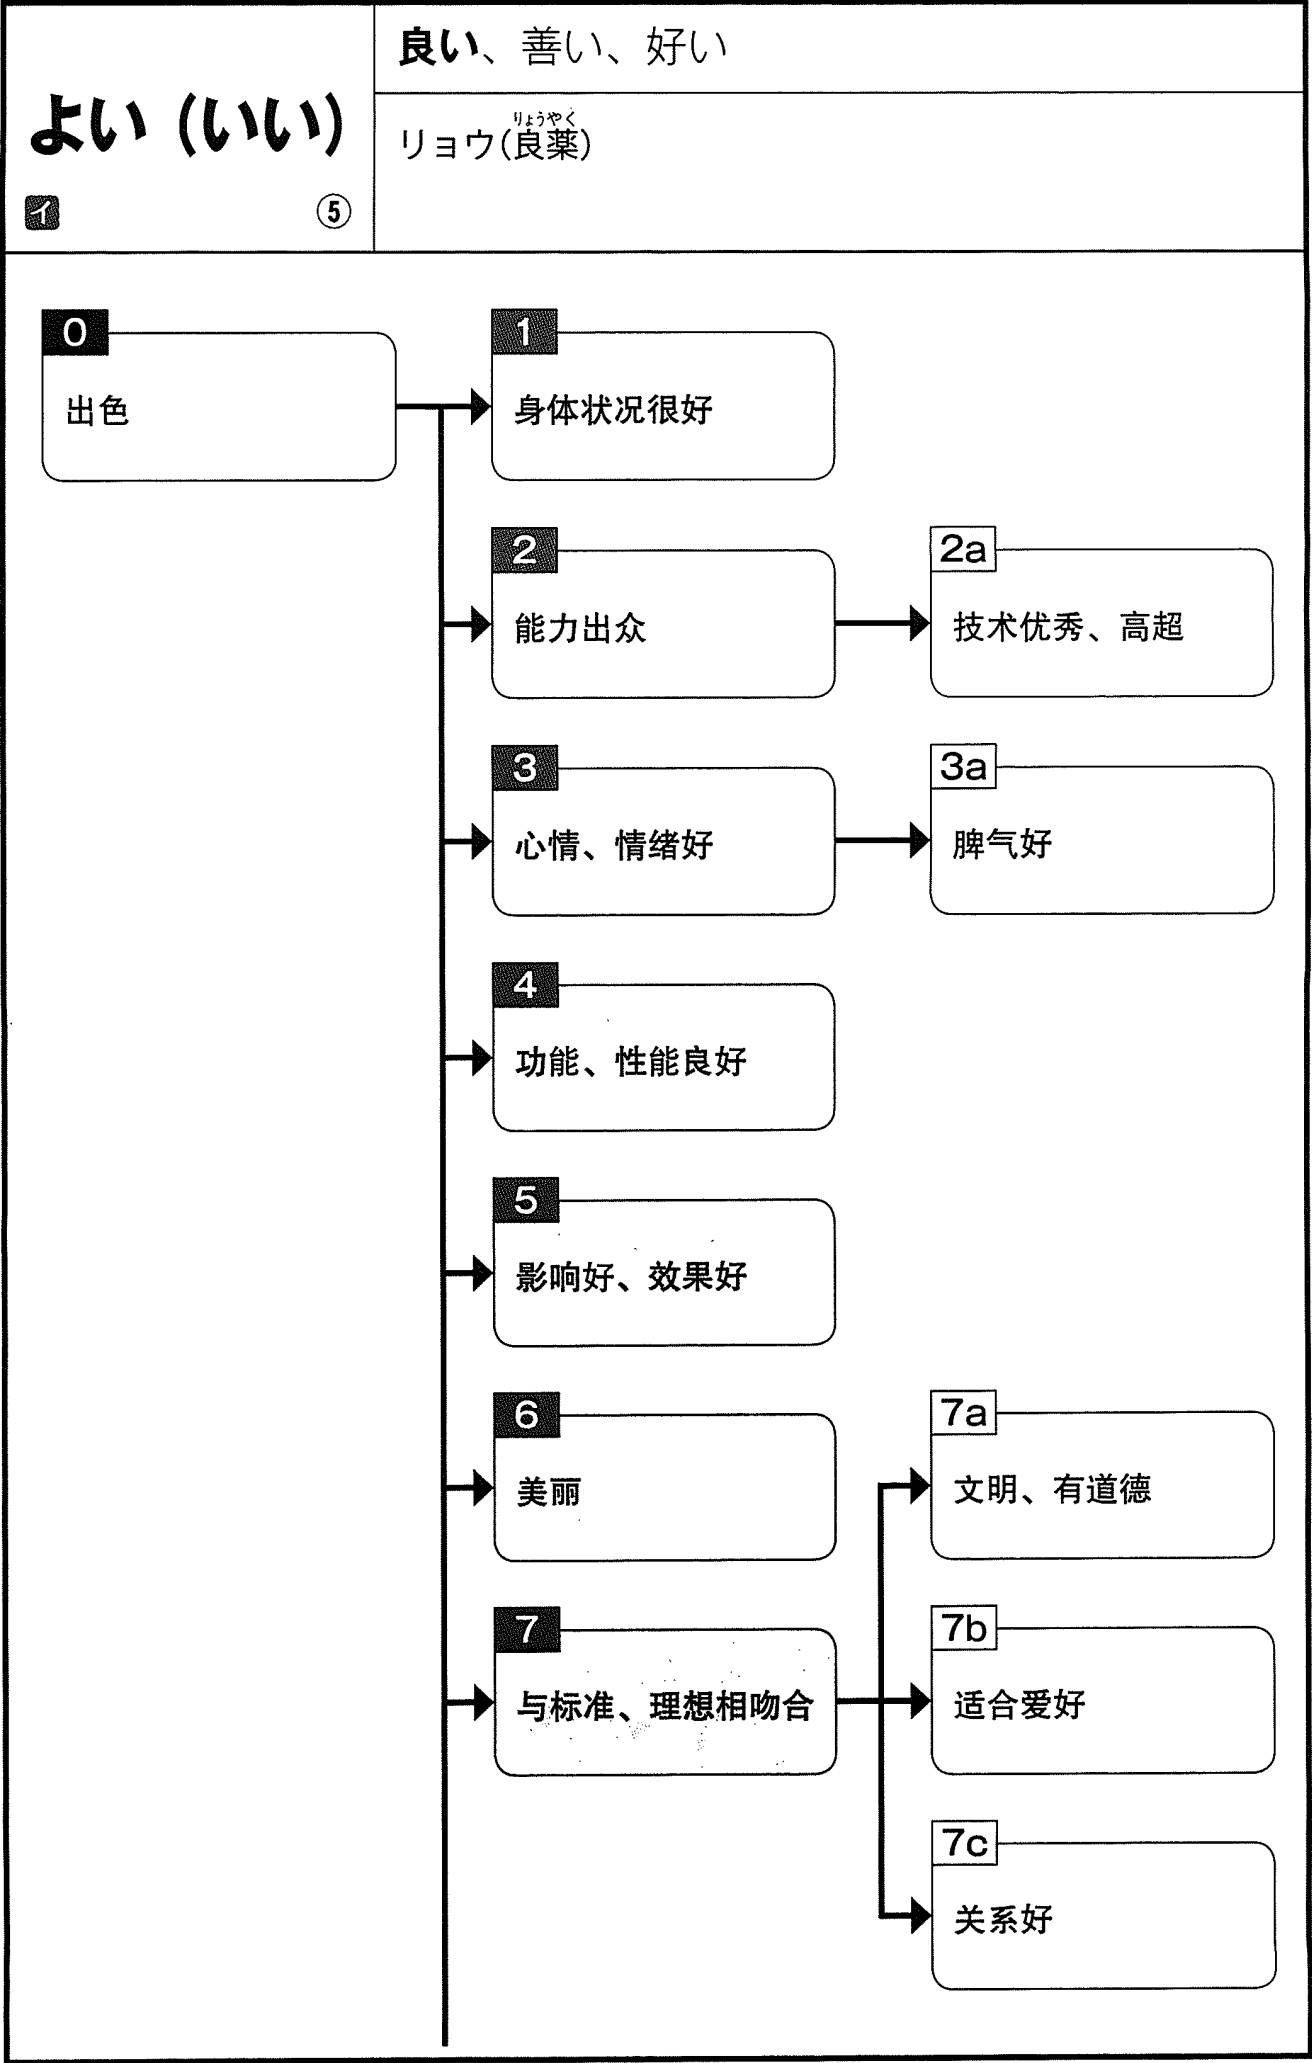 よい（いい）
イ
⑤
良い、善い、好い
りょうやく
リョウ(良薬)
0
出色
1
身体状况很好
2
能力出众
2a
技术优秀、高超
3
心情、情绪好
3a
脾气好
4
功能、性能良好
5
影响好、效果好
6
美丽
7
与标准、理想相吻合
7a
文明、有道德
7b
适合爱好
7c
关系好